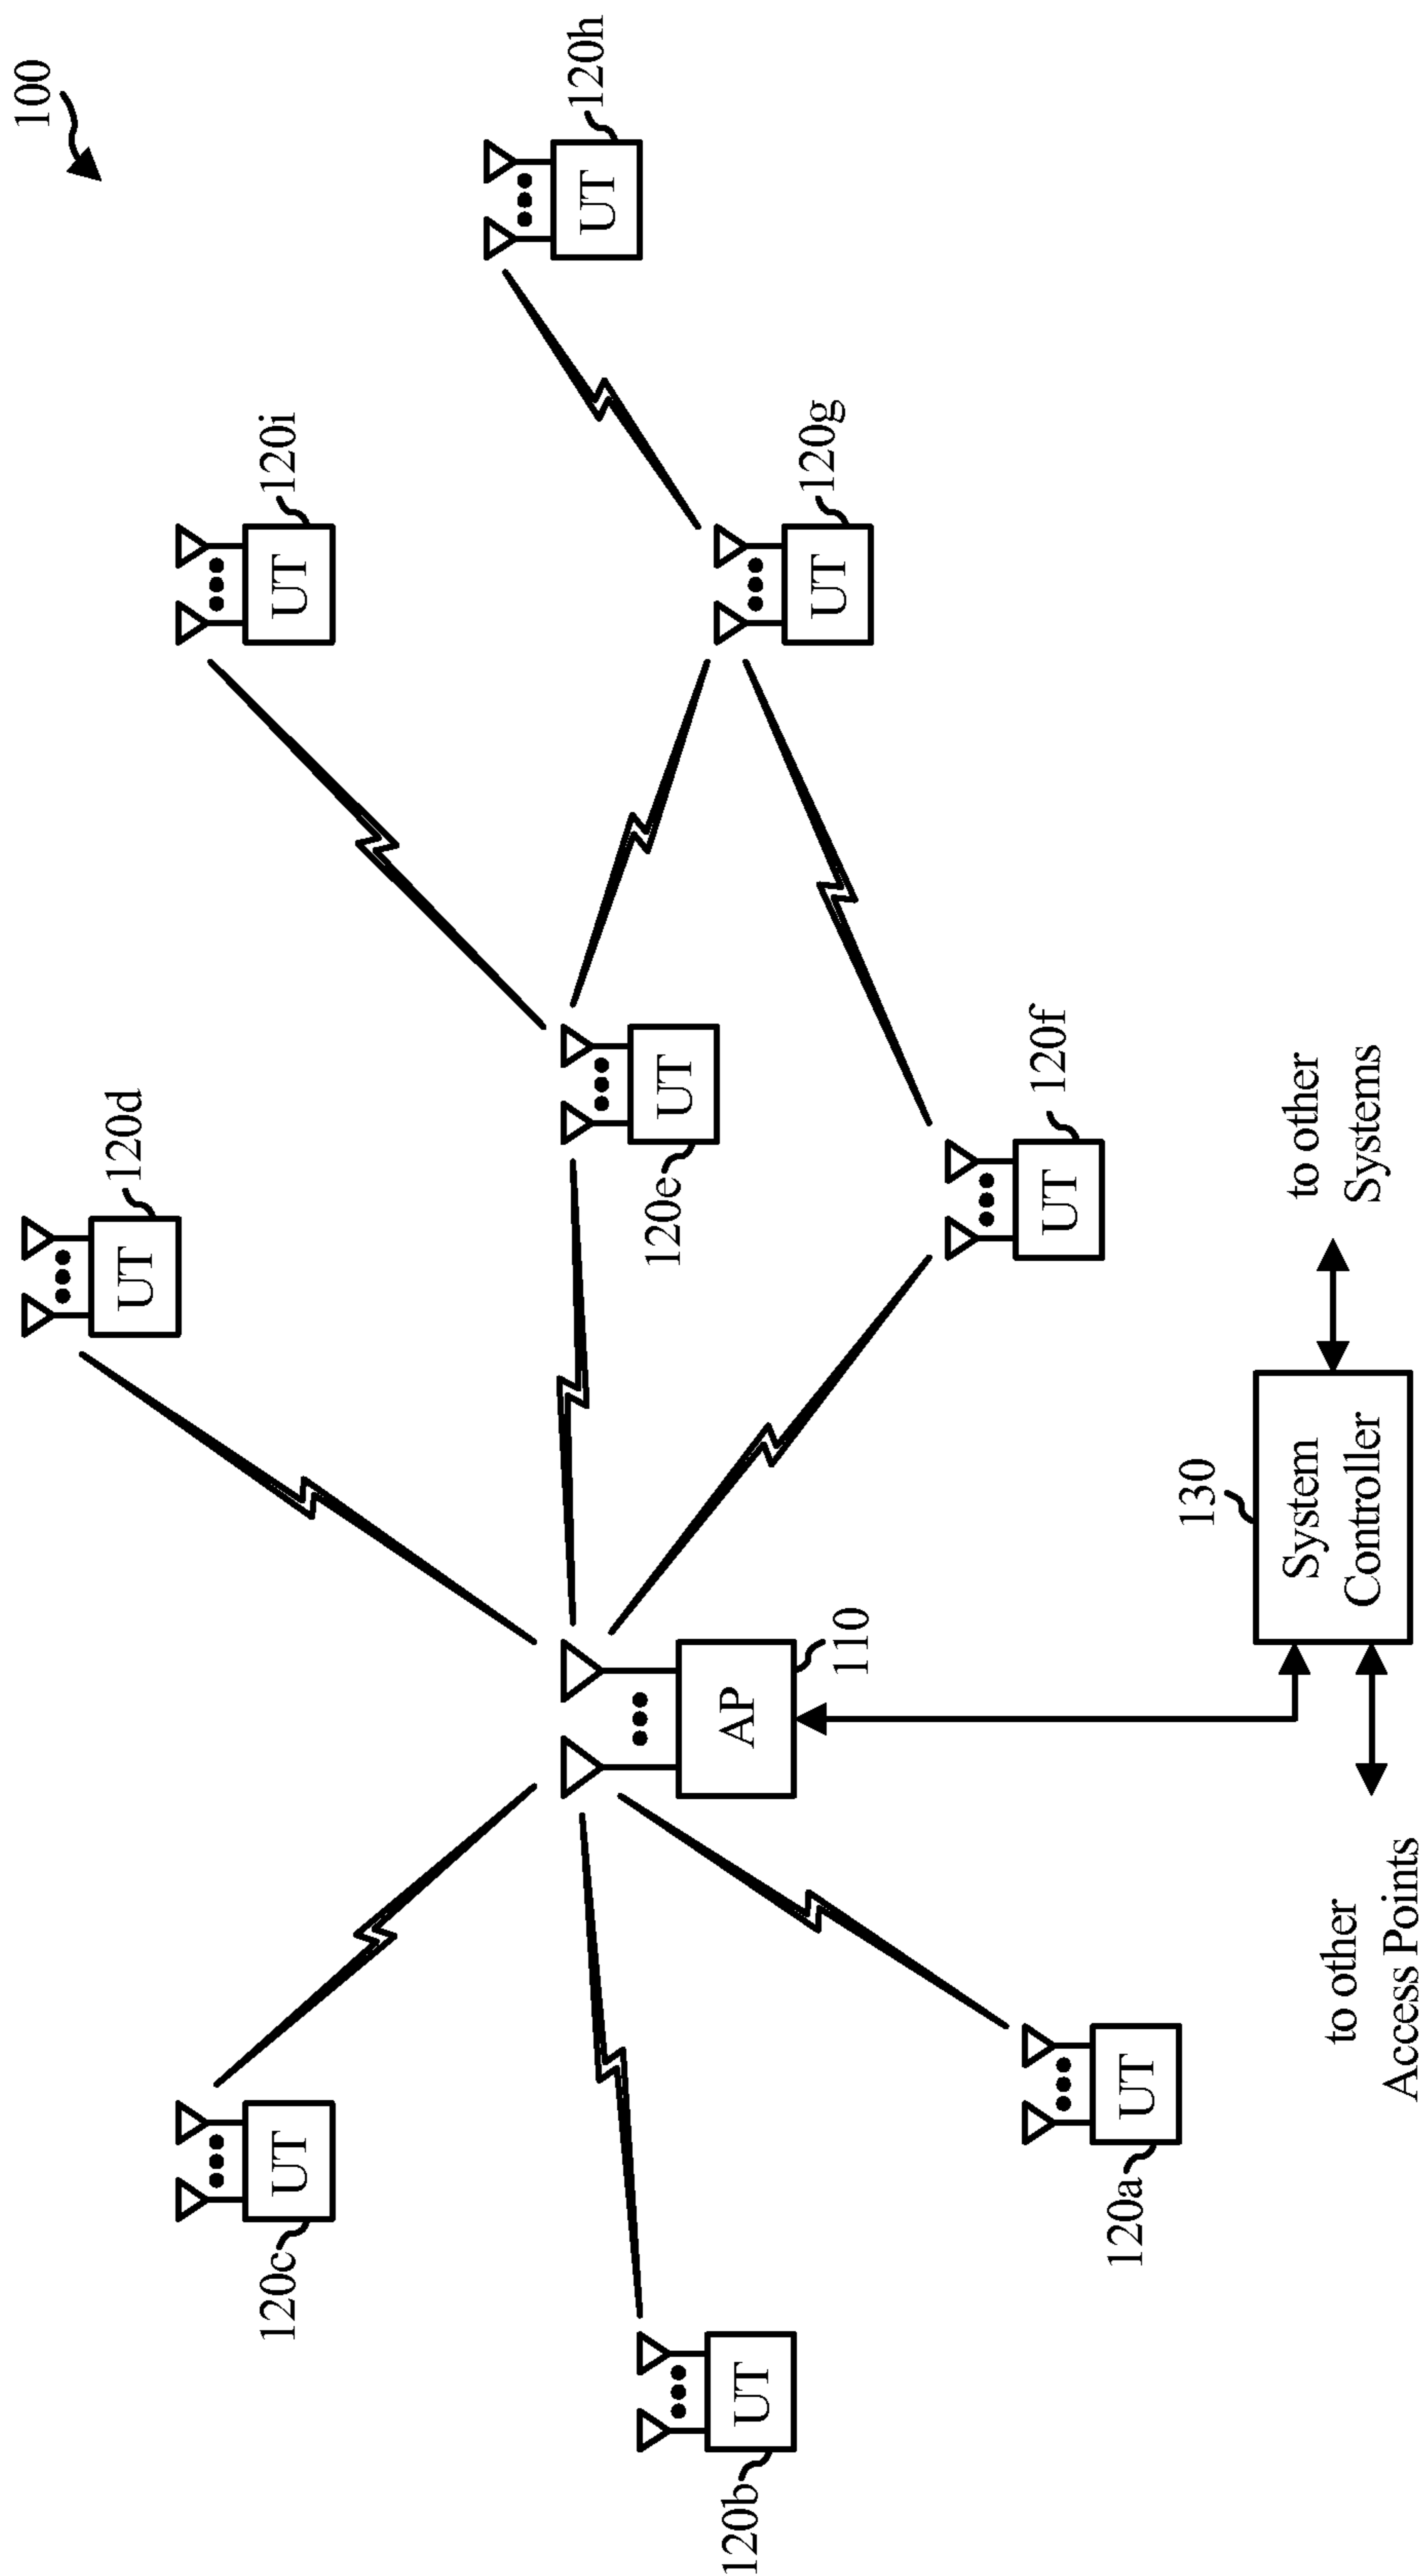 100
120d
UT
120i
UT
120h
UT
120c
UT
120e
UT
120g
UT
120b
UT
AP
110
120f
UT
120a
UT
130
System
Controller
to other
Systems
to other
Access Points